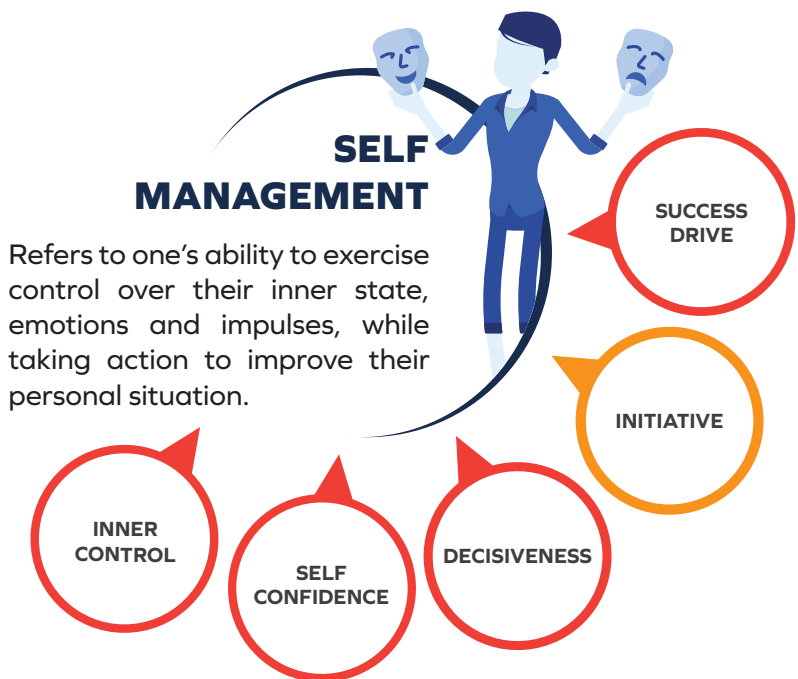 SELF
MANAGEMENT
Refers to one’s ability to exercise
control over their inner state,
emotions and impulses, while
taking action to improve their
personal situation.
SUCCESS
DRIVE
INITIATIVE
DECISIVENESS
SELF
CONFIDENCE
INNER
CONTROL